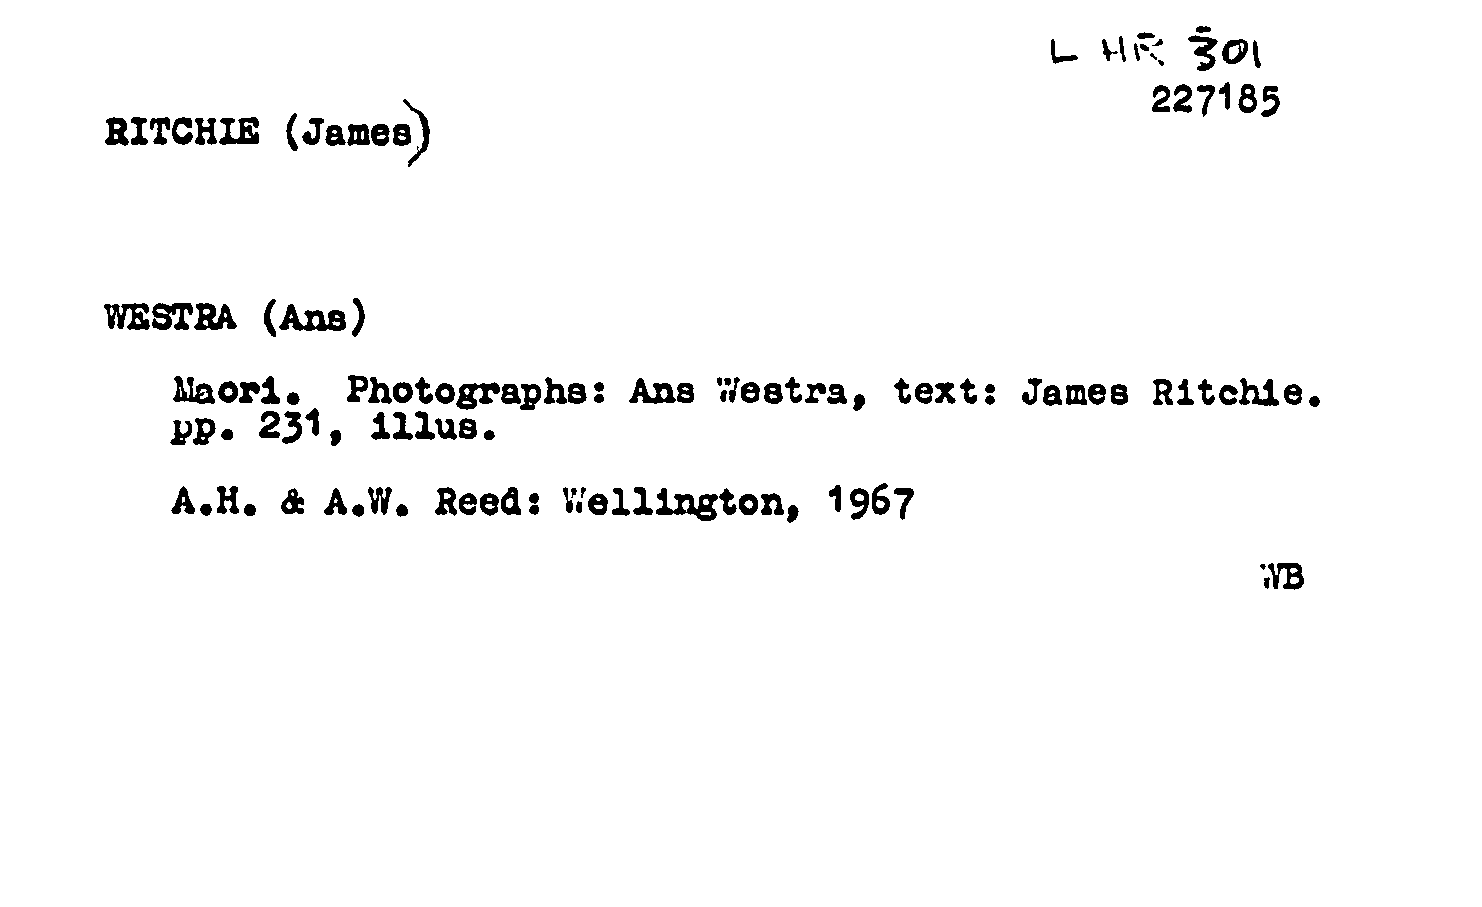 L HR 301
227185
RITCHIE (James)
WESTRA (Ans)
Maori. Photographs: Ans Westra, text: James Ritchie.
pp. 231, illus.
A.H. & A.W. Reed: Wellington, 1967
WB